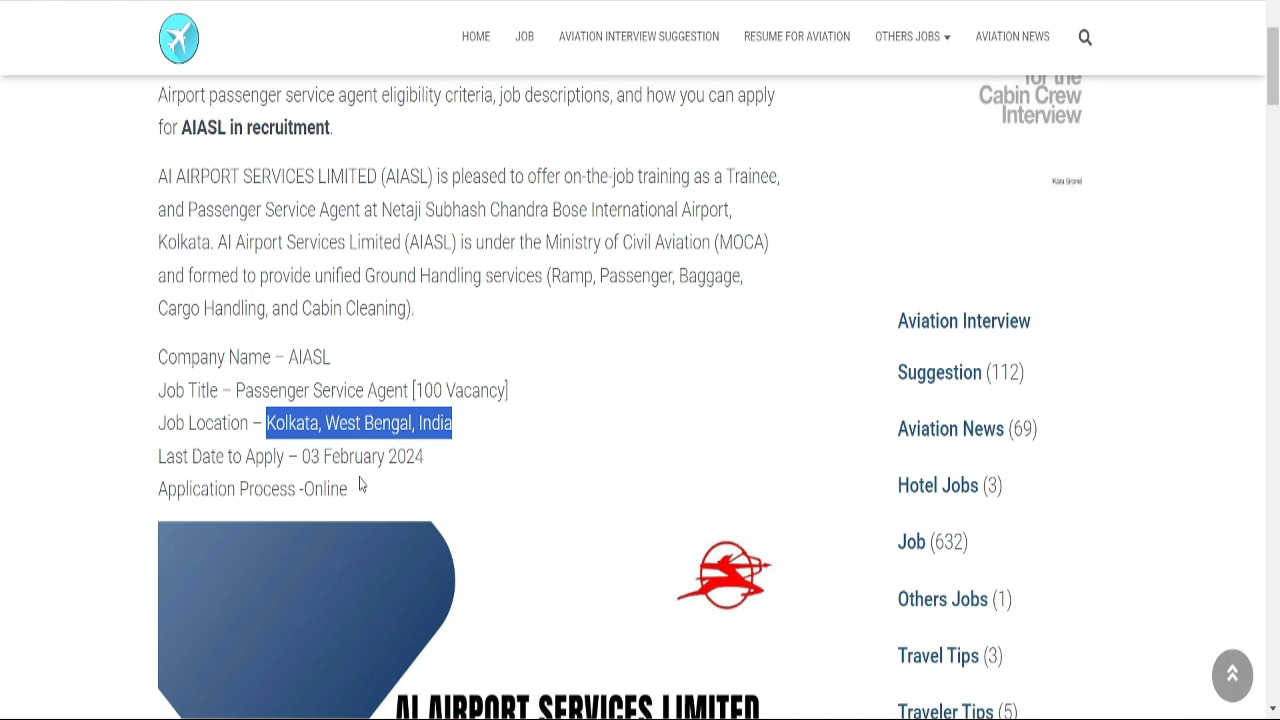 HOME JOB AVIATION INTERVIEW SUGGESTION RESUME FOR AVIATION OTHERS JOBS AVIATION NEWS
Airport passenger service agent eligibility criteria, job descriptions, and how you can apply
for AIASL in recruitment.
AI AIRPORT SERVICES LIMITED (AIASL) is pleased to offer on-the-job training as a Trainee,
and Passenger Service Agent at Netaji Subhash Chandra Bose International Airport,
Kolkata. AI Airport Services Limited (AIASL) is under the Ministry of Civil Aviation (MOCA)
and formed to provide unified Ground Handling services (Ramp, Passenger, Baggage,
Cargo Handling, and Cabin Cleaning).
Company Name – AIASL
Job Title – Passenger Service Agent [100 Vacancy]
Job Location – Kolkata, West Bengal, India
Last Date to Apply – 03 February 2024
Application Process -Online
AI AIRPORT SERVICES LIMITED
for the
Cabin Crew
Interview
Kara Grand
Aviation Interview
Suggestion (112)
Aviation News (69)
Hotel Jobs (3)
Job (632)
Others Jobs (1)
Travel Tips (3)
Traveler Tips (5)